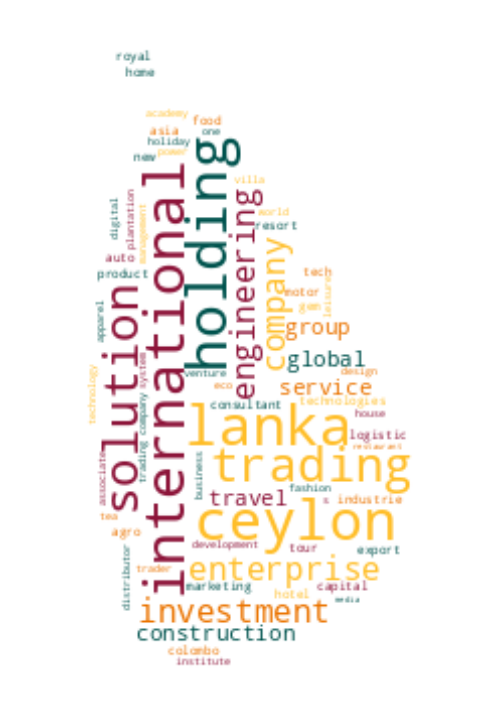 royal
home
academy
food
asia
one
holiday
new
power
holding
international
villa
engineering
digital
plantation
management
world
resort
company
auto
product
tech
motor
leisure
gem
solution
apparel
group
global
venture
design
technology
system
eco
service
trading company
consultant
technologies
lanka
house
logistic
restaurant
associate
trading
business
fashion
travel
s
industrie
tea
ceylon
agro
development
tour
export
distributor
trader
enterprise
marketing
capital
hotel
media
investment
construction
colombo
institute